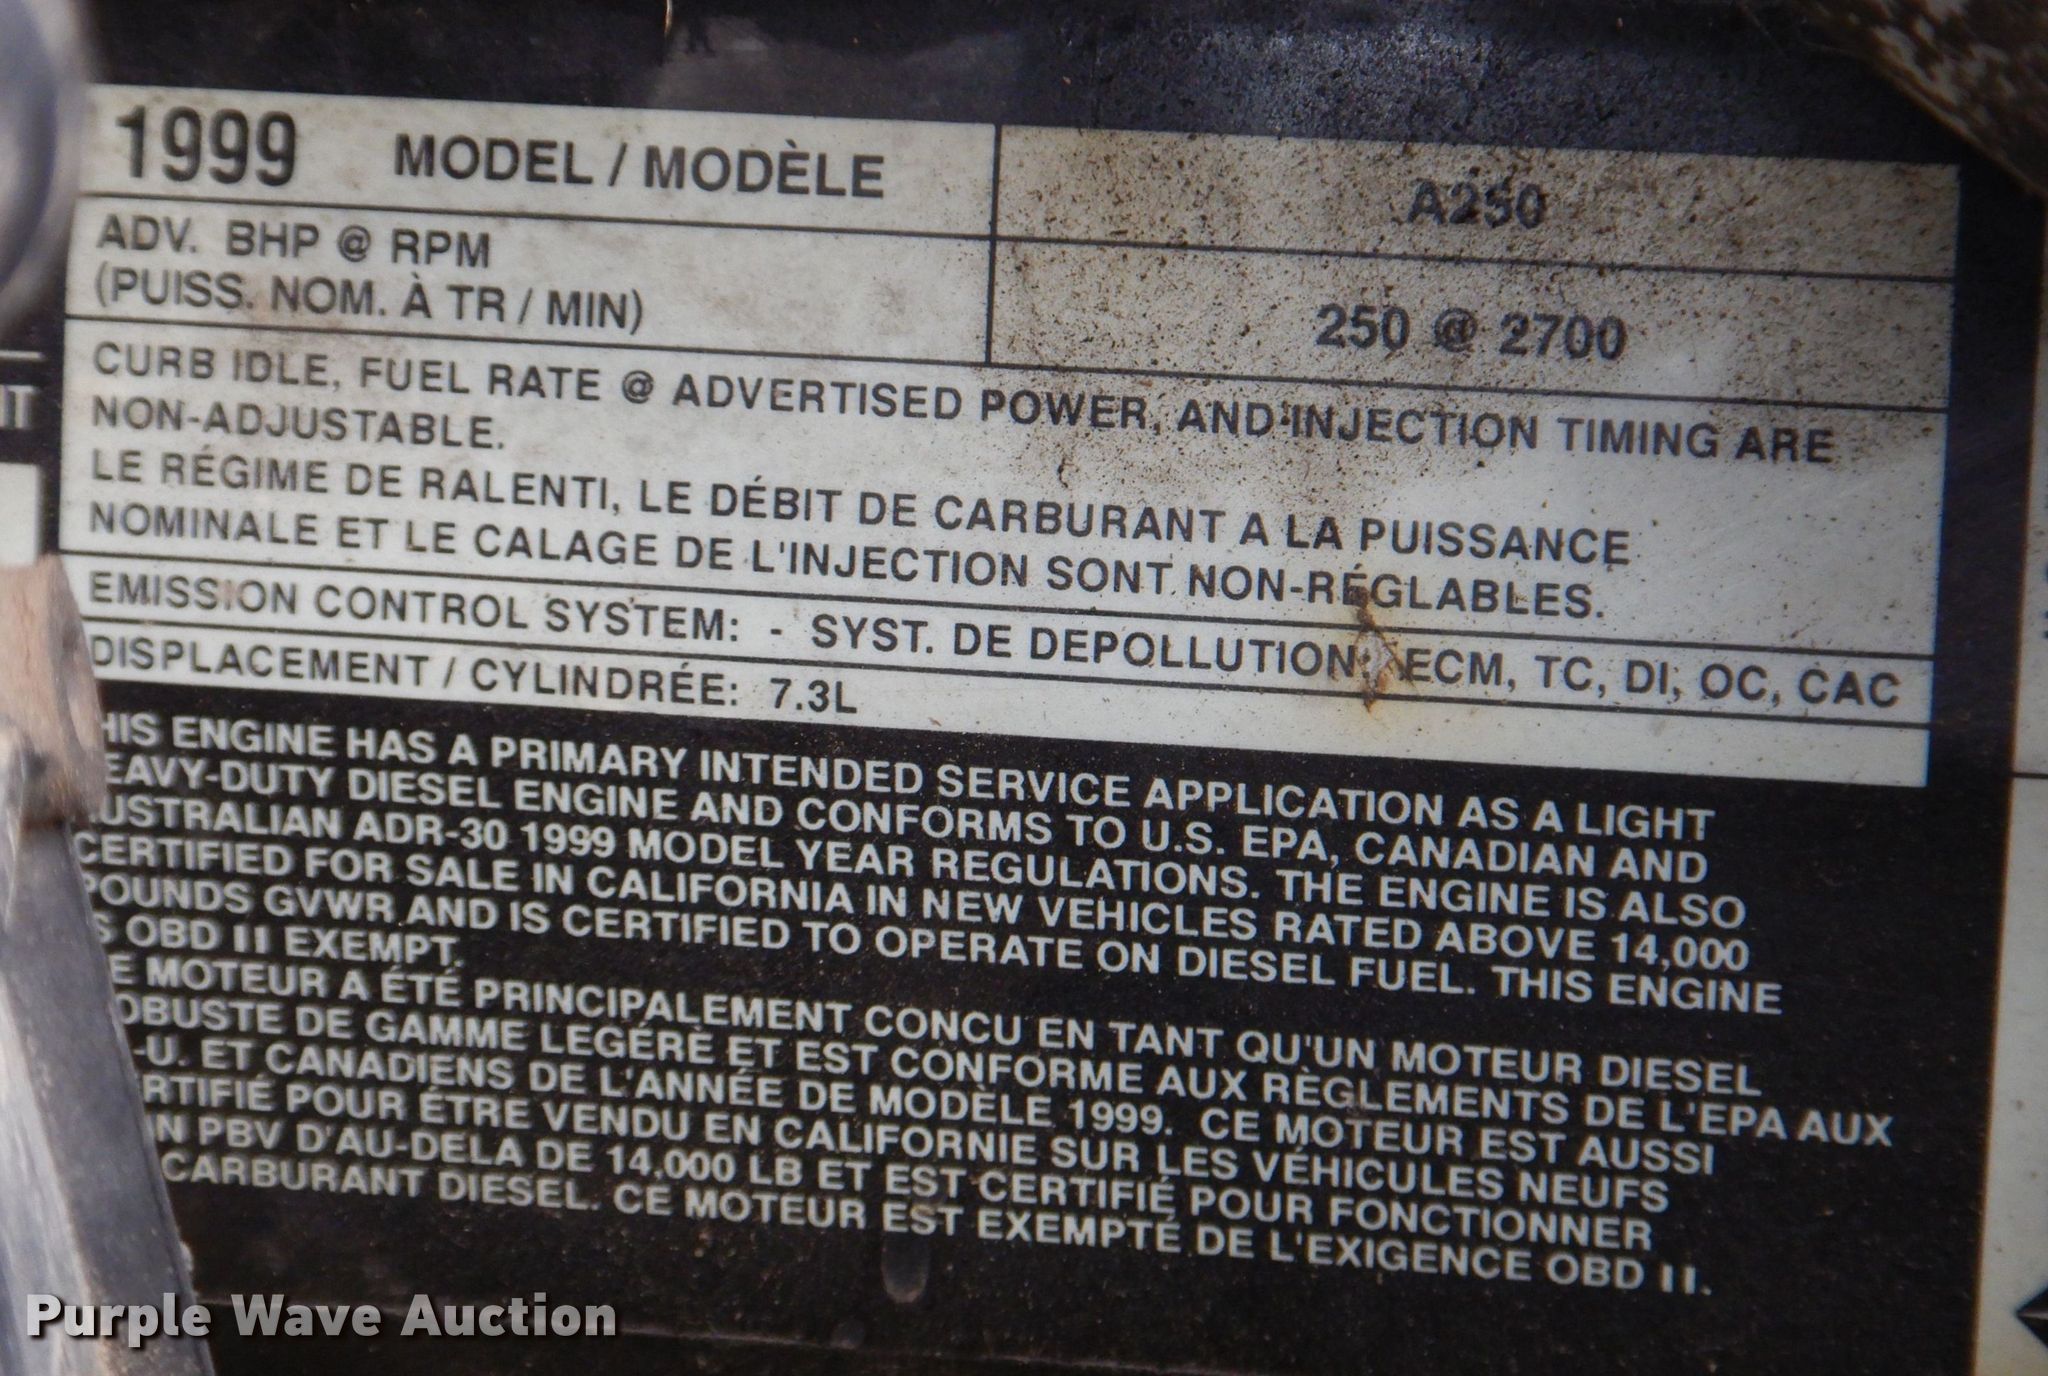 1999 MODEL / MODÈLE A250
ADV. BHP @ RPM
(PUISS. NOM. À TR / MIN) 250 @ 2700
CURB IDLE, FUEL RATE @ ADVERTISED POWER, AND INJECTION TIMING ARE
NON-ADJUSTABLE.
LE RÉGIME DE RALENTI, LE DÉBIT DE CARBURANT A LA PUISSANCE
NOMINALE ET LE CALAGE DE L'INJECTION SONT NON-RÉGLABLES.
EMISSION CONTROL SYSTEM: - SYST. DE DEPOLLUTION: ECM, TC, DI, OC, CAC
DISPLACEMENT / CYLINDRÉE: 7.3L
HIS ENGINE HAS A PRIMARY INTENDED SERVICE APPLICATION AS A LIGHT
EAVY-DUTY DIESEL ENGINE AND CONFORMS TO U.S. EPA, CANADIAN AND
USTRALIAN ADR-30 1999 MODEL YEAR REGULATIONS. THE ENGINE IS ALSO
CERTIFIED FOR SALE IN CALIFORNIA IN NEW VEHICLES RATED ABOVE 14,000
POUNDS GVWR AND IS CERTIFIED TO OPERATE ON DIESEL FUEL. THIS ENGINE
S OBD II EXEMPT.
E MOTEUR A ÉTÉ PRINCIPALEMENT CONCU EN TANT QU'UN MOTEUR DIESEL
OBUSTE DE GAMME LEGÉRE ET EST CONFORME AUX RÈGLEMENTS DE L'EPA AUX
-U. ET CANADIENS DE L'ANNÉE DE MODÈLE 1999. CE MOTEUR EST AUSSI
RTIFIÉ POUR ÉTRE VENDU EN CALIFORNIE SUR LES VÉHICULES NEUFS
N PBV D'AU-DELA DE 14,000 LB ET EST CERTIFIÉ POUR FONCTIONNER
CARBURANT DIESEL. CE MOTEUR EST EXEMPTÉ DE L'EXIGENCE OBD II.
Purple Wave Auction